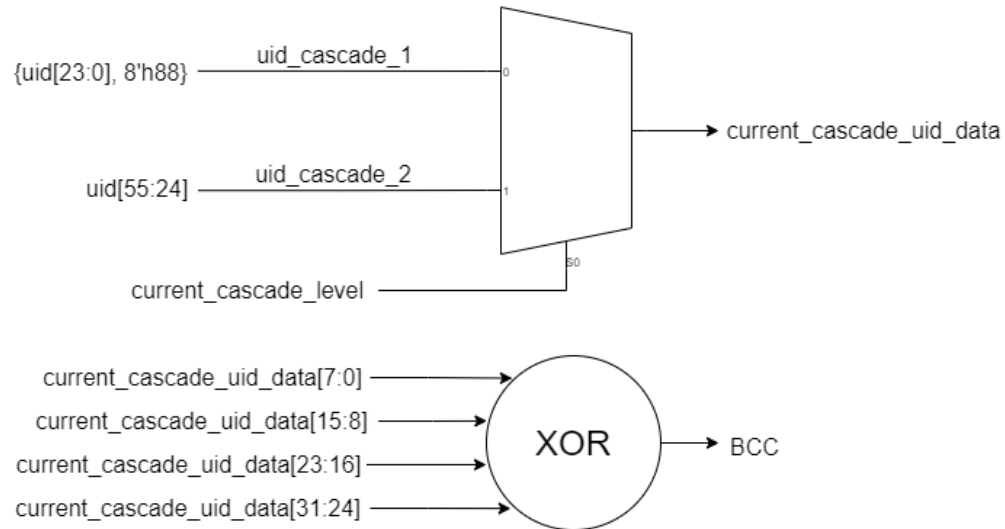 uid_cascade_1
{uid[23:0], 8'h88}
0
current_cascade_uid_data
uid_cascade_2
uid[55:24]
1
S0
current_cascade_level
current_cascade_uid_data[7:0]
current_cascade_uid_data[15:8]
XOR
BCC
current_cascade_uid_data[23:16]
current_cascade_uid_data[31:24]